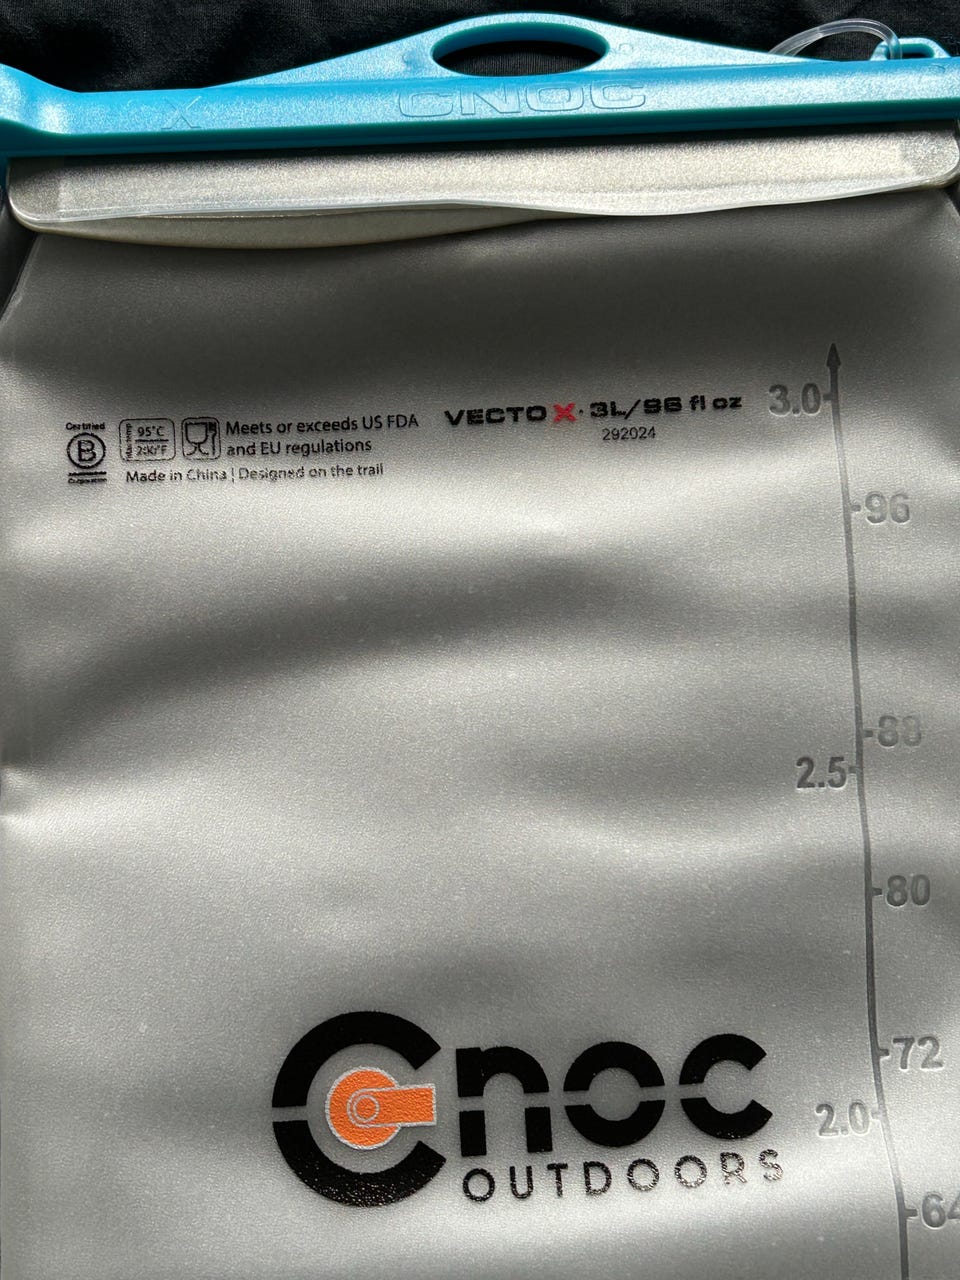 X CNOC
Certified
B
Corporation
95°C
Meets or exceeds US FDA
and EU regulations
Made in China | Designed on the trail
VECTO X · 3L/96 fl oz
292024
3.0
96
88
2.5
80
72
2.0
64
Cnoc
OUTDOORS